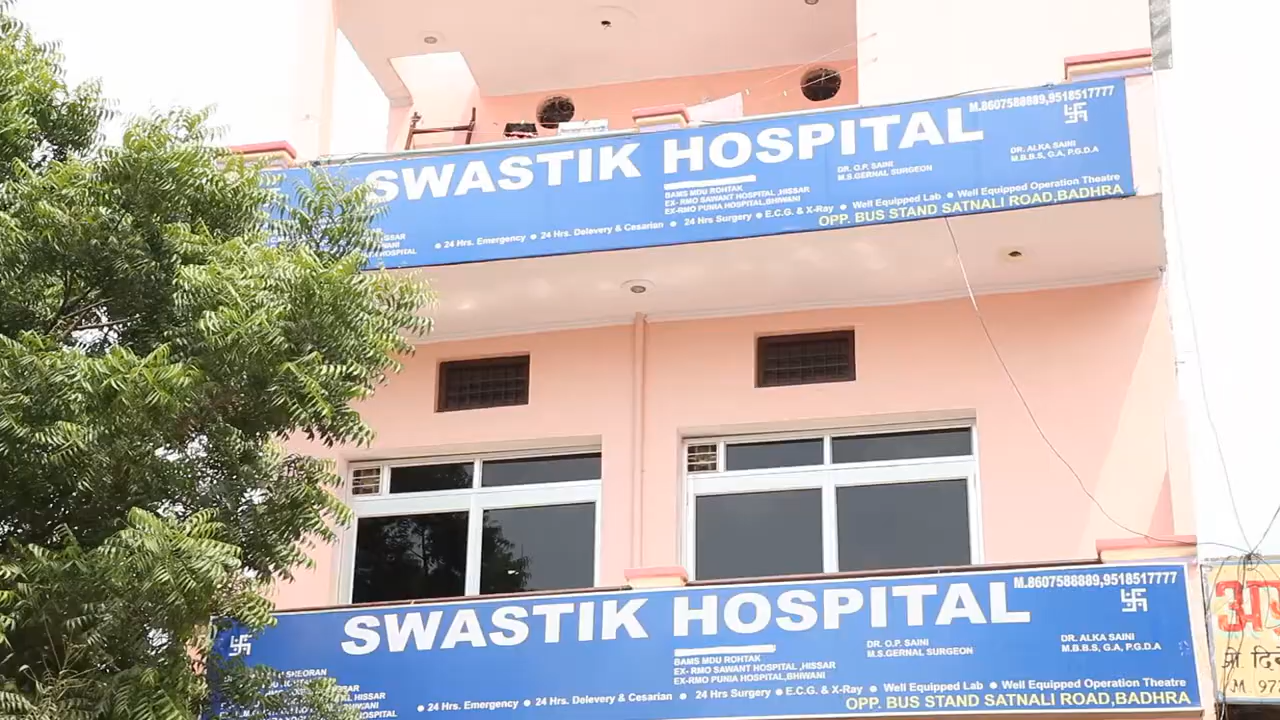 M.8607588889,9518517777
SWASTIK HOSPITAL
DR. O.P. SAINI
M.S.GERNAL SURGEON
DR. ALKA SAINI
M.B.B.S, G.A, P.G.D.A
BAMS MDU ROHTAK
EX- RMO SAWANT HOSPITAL ,HISSAR
EX-RMO PUNIA HOSPITAL,BHIWANI
HOSPITAL
● 24 Hrs. Emergency ● 24 Hrs. Delevery & Cesarian ● 24 Hrs Surgery ● E.C.G. & X-Ray ● Well Equipped Lab ● Well Equipped Operation Theatre
OPP. BUS STAND SATNALI ROAD,BADHRA
M.8607588889,9518517777
SWASTIK HOSPITAL
DR. O.P. SAINI
M.S.GERNAL SURGEON
DR. ALKA SAINI
M.B.B.S, G.A, P.G.D.A
SHEORAN
BAMS MDU ROHTAK
EX- RMO SAWANT HOSPITAL ,HISSAR
EX-RMO PUNIA HOSPITAL,BHIWANI
HISSAR
HOSPITAL
● 24 Hrs. Emergency ● 24 Hrs. Delevery & Cesarian ● 24 Hrs Surgery ● E.C.G. & X-Ray ● Well Equipped Lab ● Well Equipped Operation Theatre
OPP. BUS STAND SATNALI ROAD,BADHRA
M 97